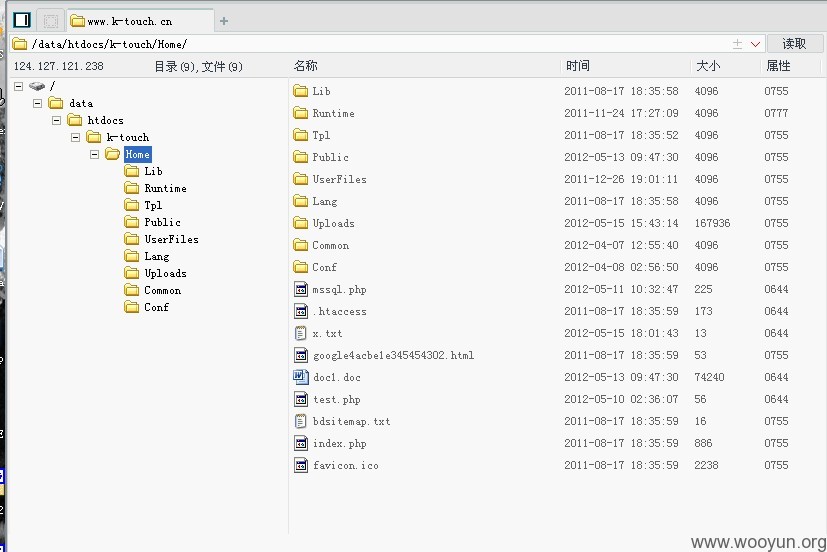 www.k-touch.cn
/data/htdocs/k-touch/Home/ 读取
124.127.121.238 目录(9),文件(9) 名称 时间 大小 属性
/
data
htdocs
k-touch
Home
Lib
Runtime
Tpl
Public
UserFiles
Lang
Uploads
Common
Conf
Lib 2011-08-17 18:35:58 4096 0755
Runtime 2011-11-24 17:27:09 4096 0777
Tpl 2011-08-17 18:35:52 4096 0755
Public 2012-05-13 09:47:30 4096 0755
UserFiles 2011-12-26 19:01:11 4096 0755
Lang 2011-08-17 18:35:58 4096 0755
Uploads 2012-05-15 15:43:14 167936 0755
Common 2012-04-07 12:55:40 4096 0755
Conf 2012-04-08 02:56:50 4096 0755
mssql.php 2012-05-11 10:32:47 225 0644
.htaccess 2011-08-17 18:35:59 173 0644
x.txt 2012-05-15 18:01:43 13 0644
google4acbe1e345454302.html 2011-08-17 18:35:59 53 0755
doc1.doc 2012-05-13 09:47:30 74240 0644
test.php 2012-05-10 02:36:07 56 0644
bdsitemap.txt 2011-08-17 18:35:59 16 0755
index.php 2011-08-17 18:35:59 886 0755
favicon.ico 2011-08-17 18:35:59 2238 0755
www.wooyun.org